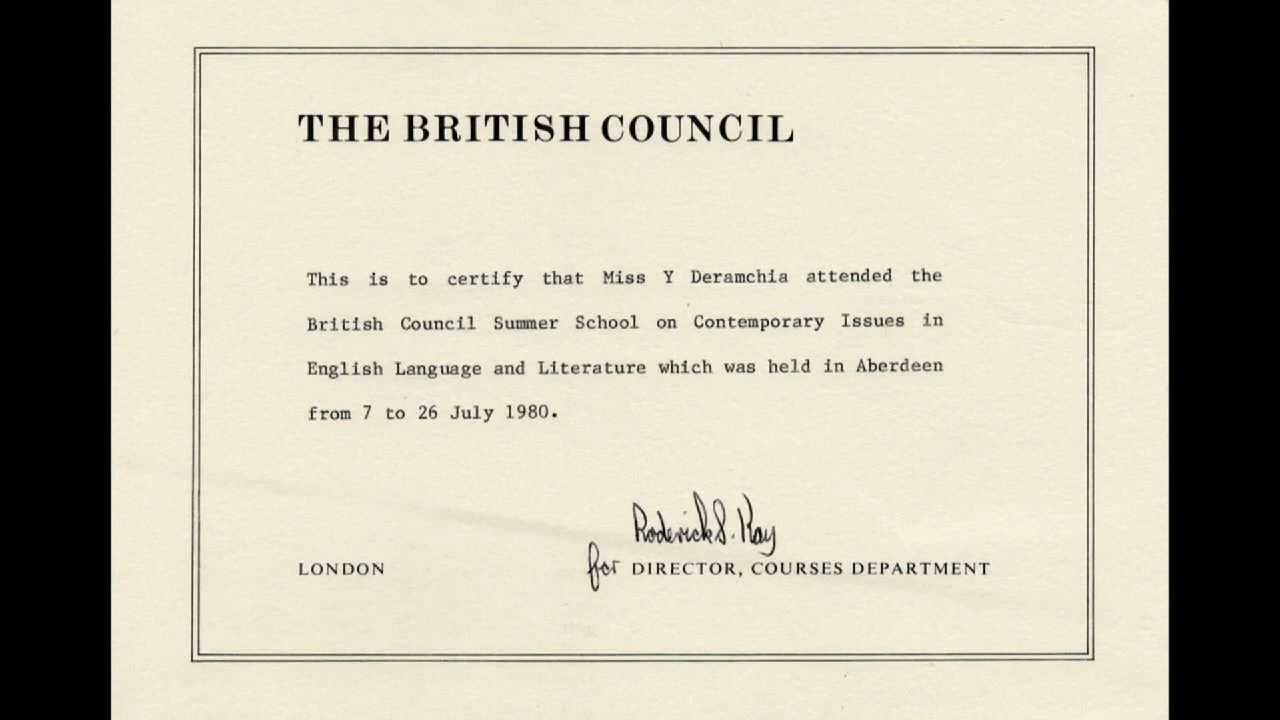 THE BRITISH COUNCIL
This is to certify that Miss Y Deramchia attended the
British Council Summer School on Contemporary Issues in
English Language and Literature which was held in Aberdeen
from 7 to 26 July 1980.
Roderick S. Kay
LONDON for DIRECTOR, COURSES DEPARTMENT